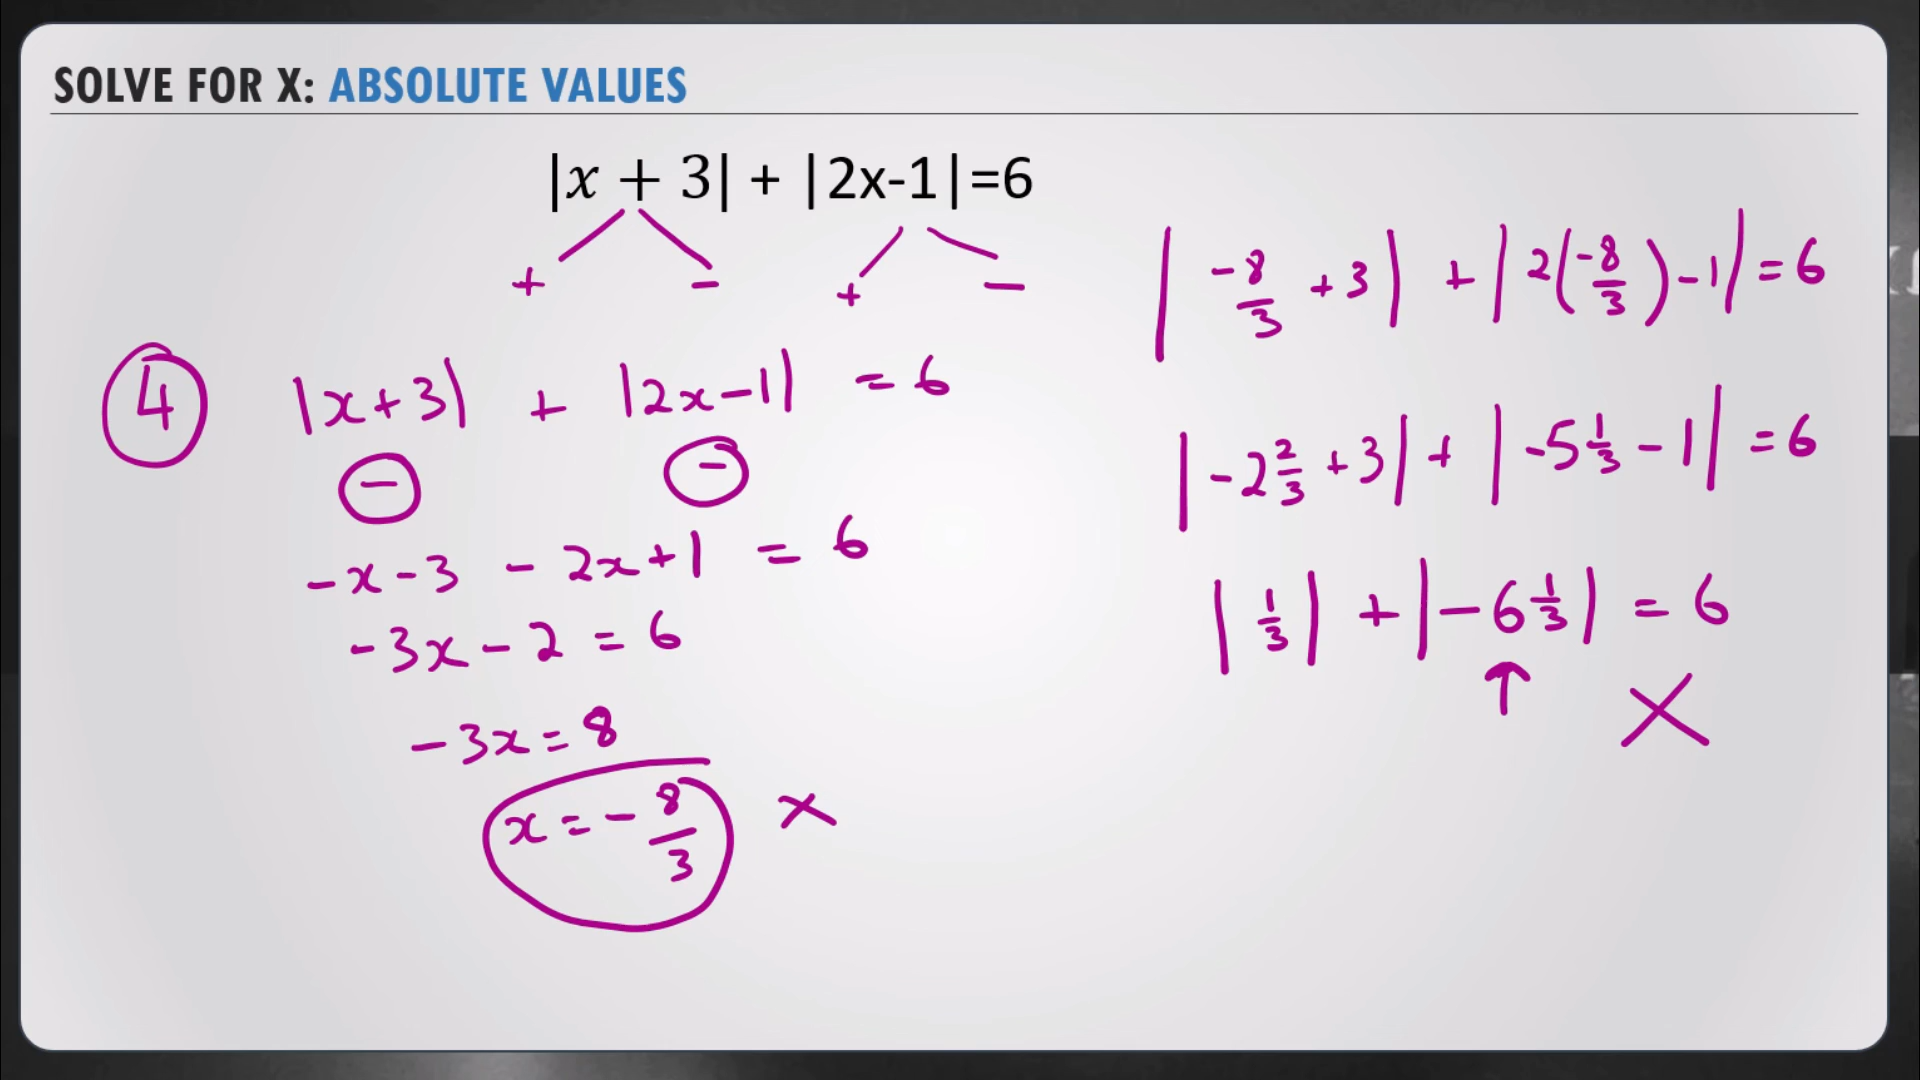 SOLVE FOR X: ABSOLUTE VALUES
|x + 3| + |2x-1|=6
+ − + −
④ |x+3| + |2x−1| = 6
− −
-x-3 - 2x+1 = 6
-3x-2 = 6
-3x = 8
x = -8/3 ×
|-8/3 +3| + |2(-8/3)-1| = 6
|-2 2/3 +3| + |-5 1/3 - 1| = 6
|1/3| + |-6 1/3| = 6
↑ ×